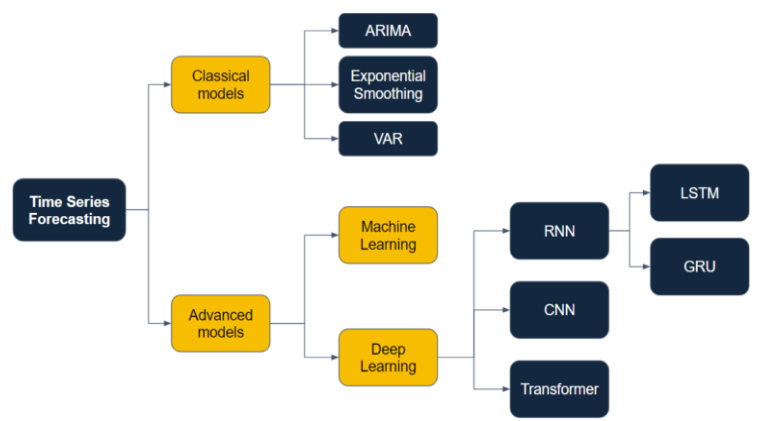 ARIMA
Classical
models
Exponential
Smoothing
VAR
Time Series
Forecasting
Machine
Learning
RNN
LSTM
GRU
Advanced
models
Deep
Learning
CNN
Transformer